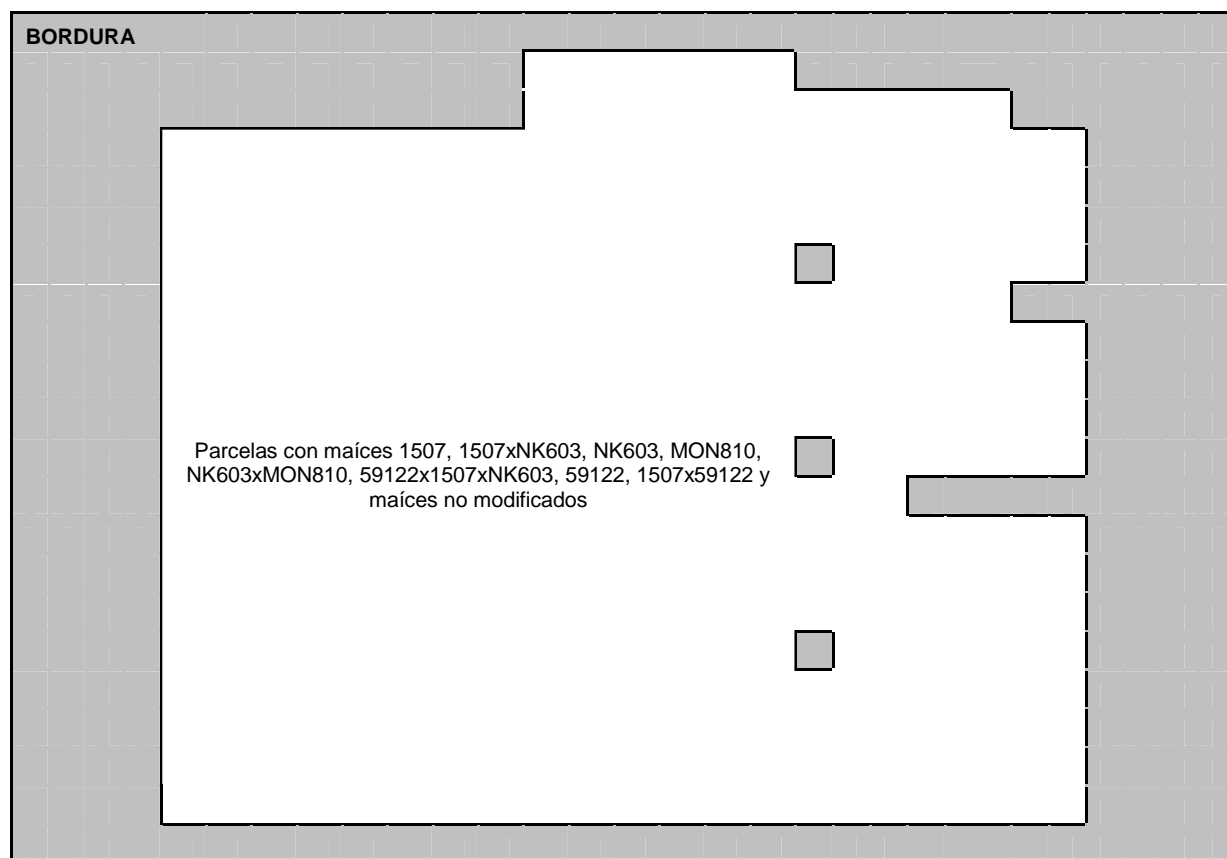 BORDURA
Parcelas con maíces 1507, 1507xNK603, NK603, MON810,
NK603xMON810, 59122x1507xNK603, 59122, 1507x59122 y
maíces no modificados